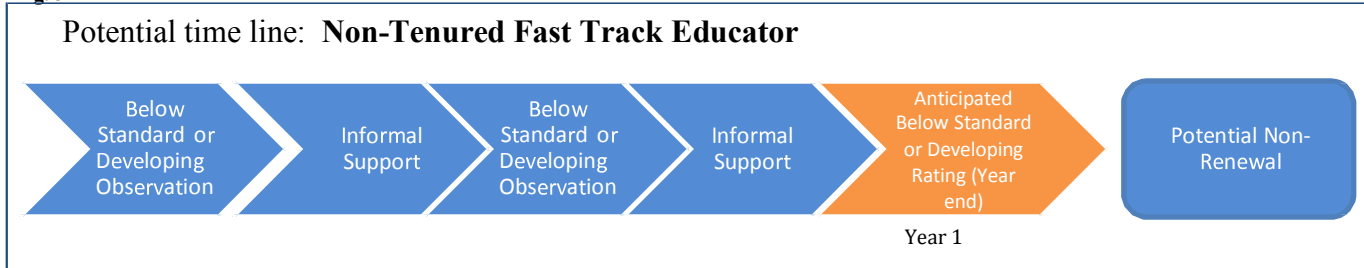 Potential time line: Non-Tenured Fast Track Educator
Below
Standard or
Developing
Observation
Informal
Support
Below
Standard or
Developing
Observation
Informal
Support
Anticipated
Below Standard
or Developing
Rating (Year
end)
Potential Non-
Renewal
Year 1